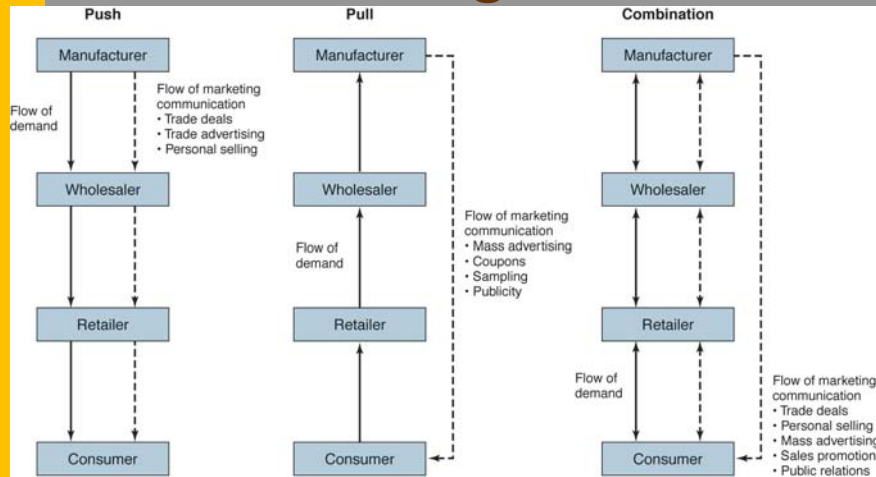 Push
Manufacturer
Flow of
demand
Flow of marketing
communication
• Trade deals
• Trade advertising
• Personal selling
Wholesaler
Retailer
Consumer
Pull
Manufacturer
Wholesaler
Flow of
demand
Flow of marketing
communication
• Mass advertising
• Coupons
• Sampling
• Publicity
Retailer
Consumer
Combination
Manufacturer
Wholesaler
Retailer
Flow of
demand
Flow of marketing
communication
• Trade deals
• Personal selling
• Mass advertising
• Sales promotion
• Public relations
Consumer